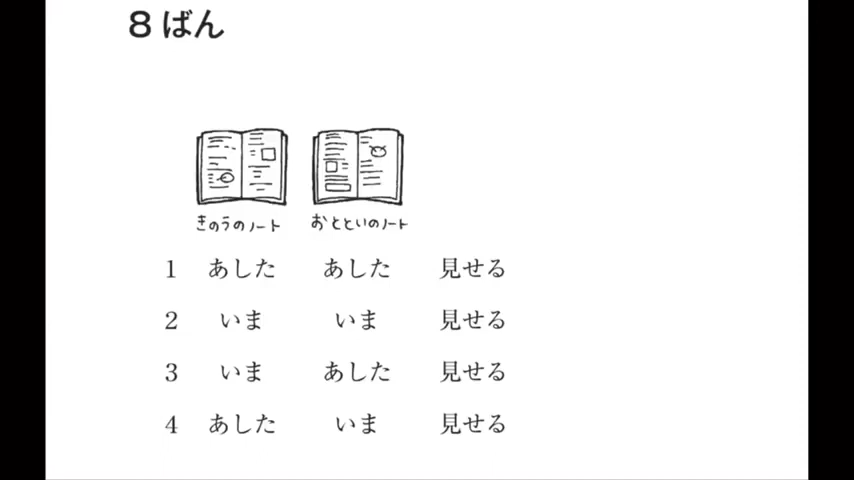 8 ばん
きのうのノート おとといのノート
1 あした あした 見せる
2 いま いま 見せる
3 いま あした 見せる
4 あした いま 見せる